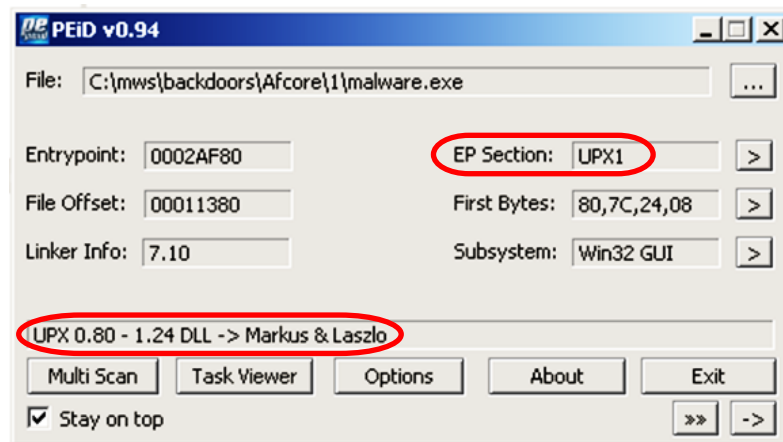 PEiD v0.94
File: C:\mws\backdoors\Afcore\1\malware.exe ...
Entrypoint: 0002AF80 EP Section: UPX1 >
File Offset: 00011380 First Bytes: 80,7C,24,08 >
Linker Info: 7.10 Subsystem: Win32 GUI >
UPX 0.80 - 1.24 DLL -> Markus & Laszlo
Multi Scan Task Viewer Options About Exit
Stay on top »» ->